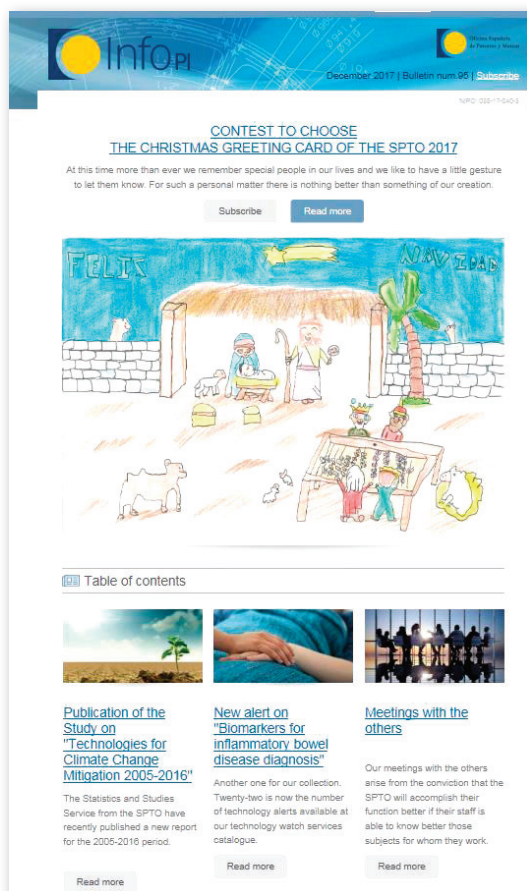 InfoPI
Oficina Española
de Patentes y Marcas
December 2017 | Bulletin num.95 | Subscribe
CONTEST TO CHOOSE
THE CHRISTMAS GREETING CARD OF THE SPTO 2017
At this time more than ever we remember special people in our lives and we like to have a little gesture
to let them know. For such a personal matter there is nothing better than something of our creation.
Subscribe
Read more
FELIZ NAVIDAD
Table of contents
Publication of the
Study on
"Technologies for
Climate Change
Mitigation 2005-2016"
The Statistics and Studies
Service from the SPTO have
recently published a new report
for the 2005-2016 period.
Read more
New alert on
"Biomarkers for
inflammatory bowel
disease diagnosis"
Another one for our collection.
Twenty-two is now the number
of technology alerts available at
our technology watch services
catalogue.
Read more
Meetings with the
others
Our meetings with the others
arise from the conviction that the
SPTO will accomplish their
function better if their staff is
able to know better those
subjects for whom they work.
Read more